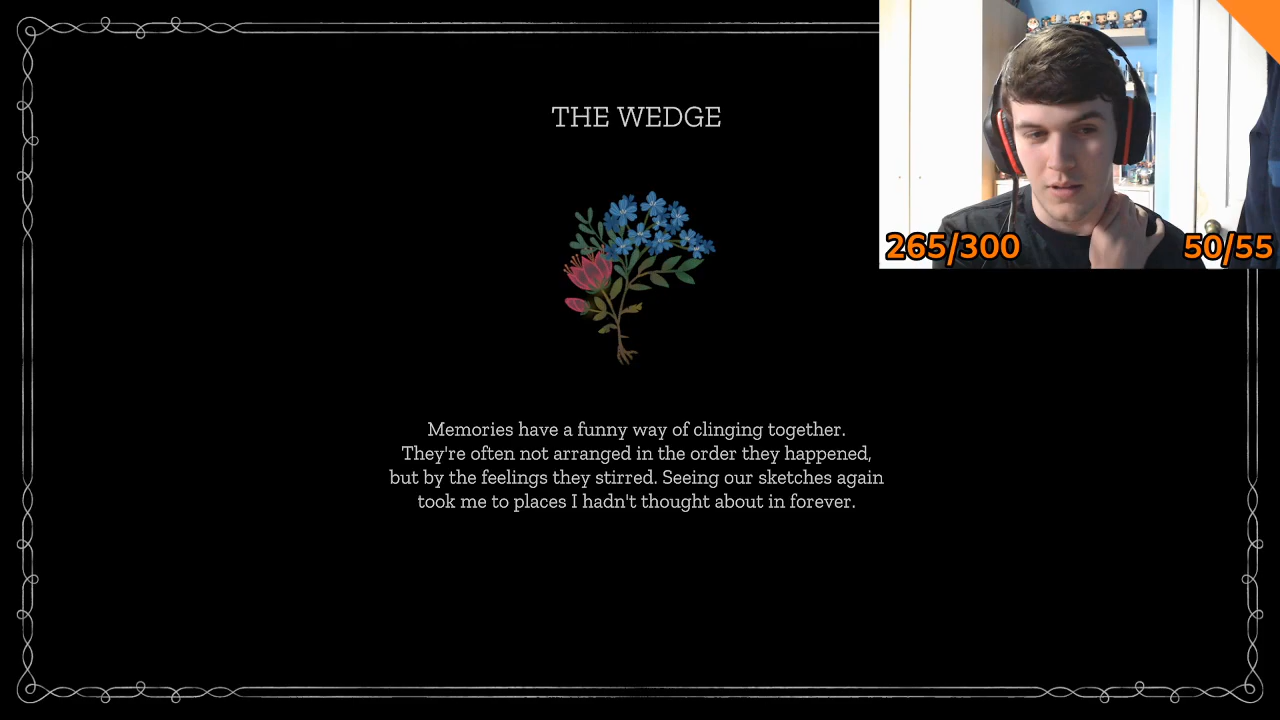 THE WEDGE
265/300
50/55
Memories have a funny way of clinging together.
They're often not arranged in the order they happened,
but by the feelings they stirred. Seeing our sketches again
took me to places I hadn't thought about in forever.